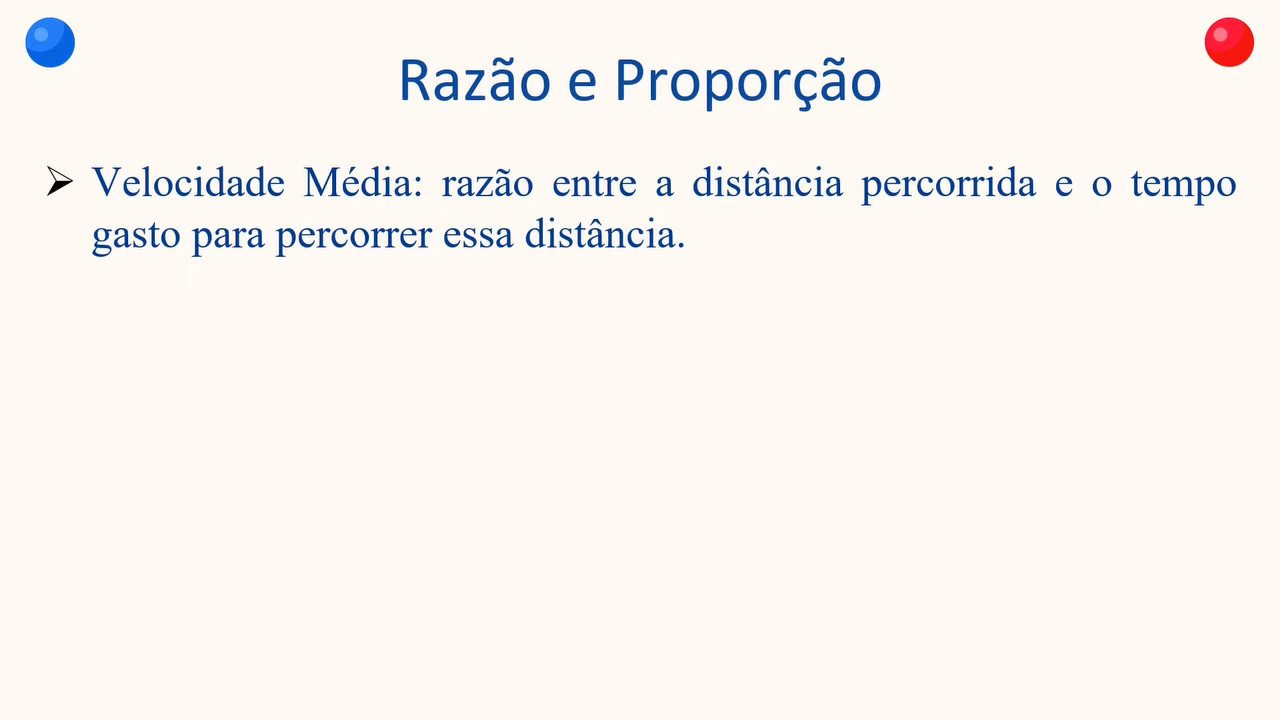 Razão e Proporção
Velocidade Média: razão entre a distância percorrida e o tempo
gasto para percorrer essa distância.